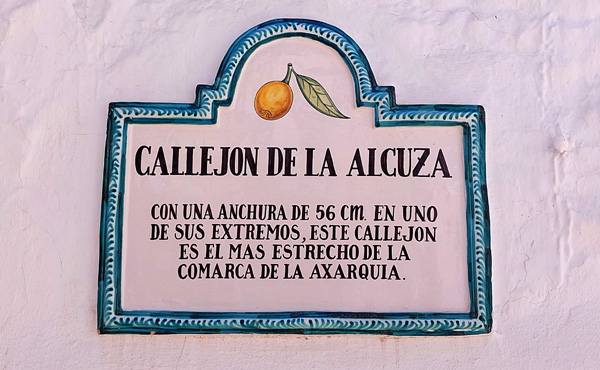 CALLEJON DE LA ALCUZA
CON UNA ANCHURA DE 56 CM. EN UNO
DE SUS EXTREMOS, ESTE CALLEJON
ES EL MAS ESTRECHO DE LA
COMARCA DE LA AXARQUIA.